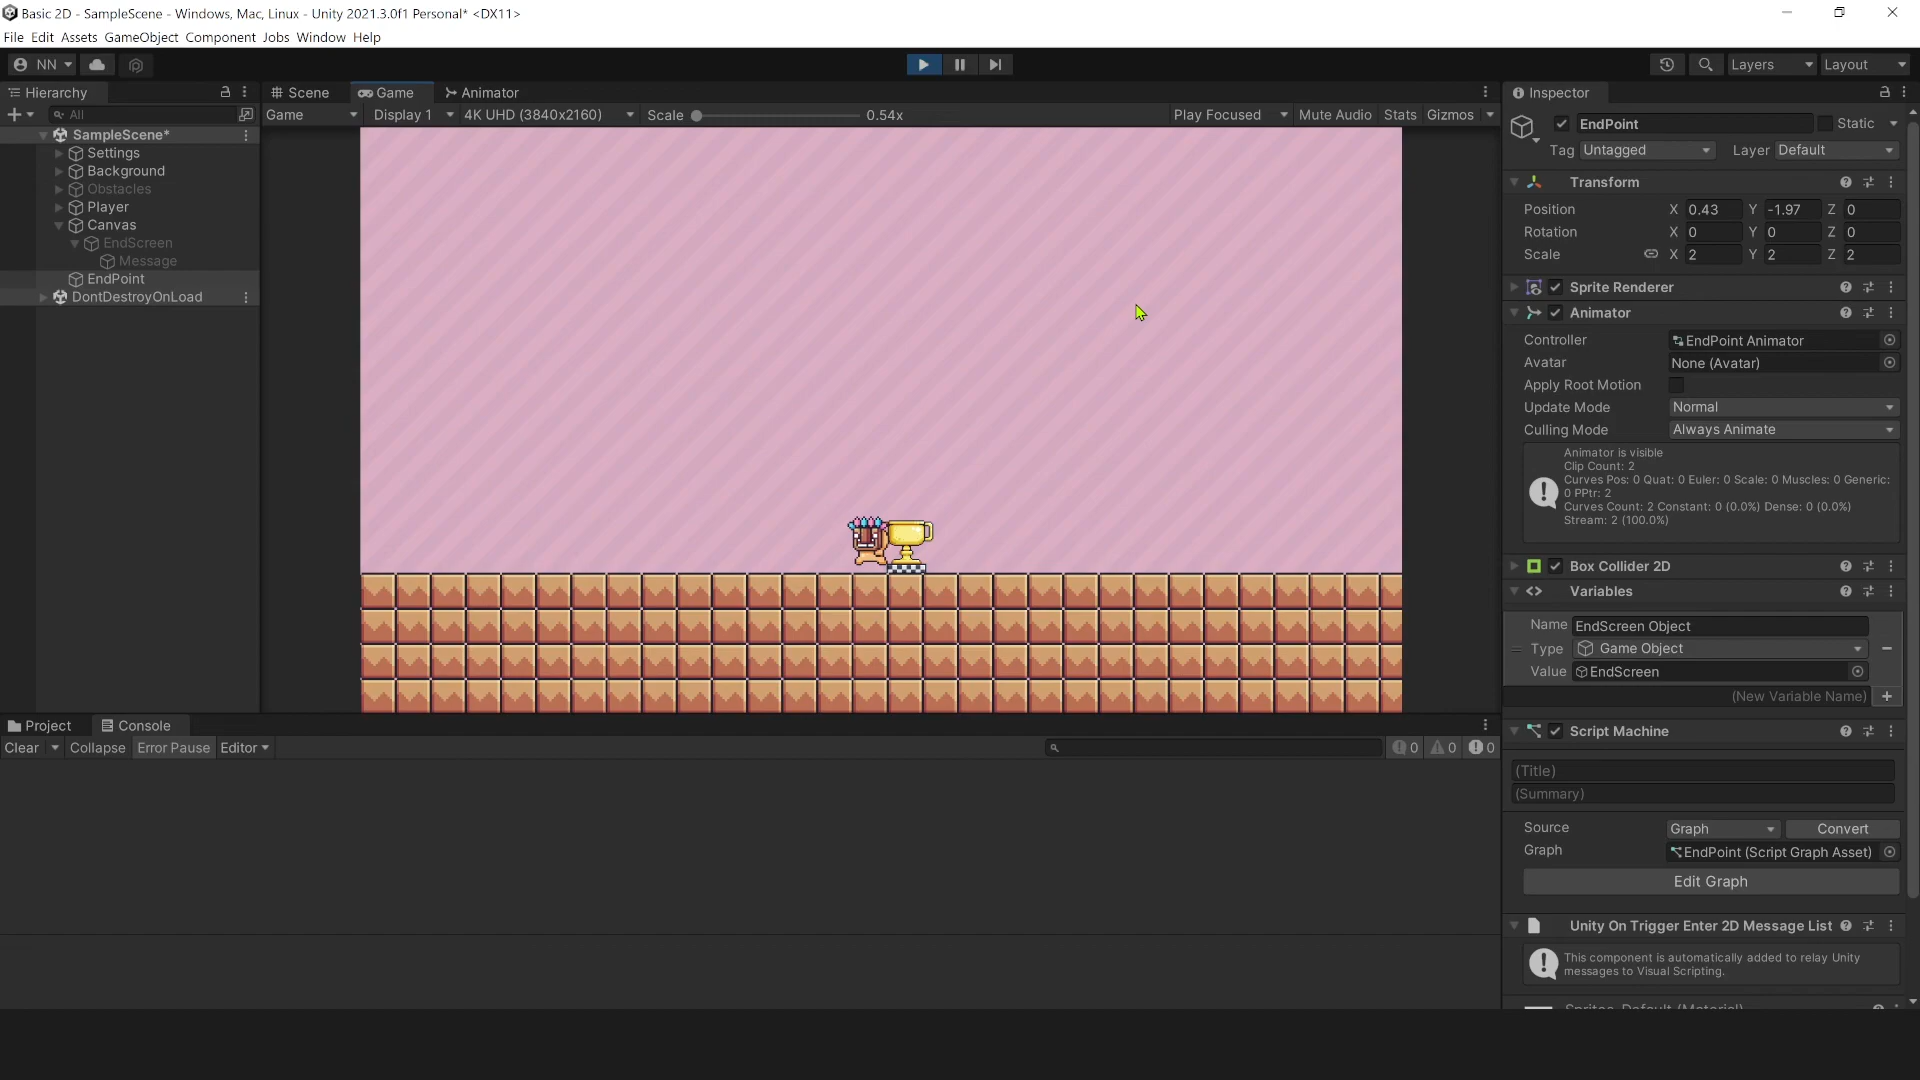 Basic 2D - SampleScene - Windows, Mac, Linux - Unity 2021.3.0f1 Personal* <DX11>
File Edit Assets GameObject Component Jobs Window Help
NN
Layers
Layout
Hierarchy
All
SampleScene*
Settings
Background
Obstacles
Player
Canvas
EndScreen
Message
EndPoint
DontDestroyOnLoad
Scene
Game
Animator
Game
Display 1
4K UHD (3840x2160)
Scale
0.54x
Play Focused
Mute Audio
Stats
Gizmos
Project
Console
Clear
Collapse
Error Pause
Editor
0
0
0
Inspector
EndPoint
Static
Tag Untagged
Layer Default
Transform
Position X 0.43 Y -1.97 Z 0
Rotation X 0 Y 0 Z 0
Scale X 2 Y 2 Z 2
Sprite Renderer
Animator
Controller EndPoint Animator
Avatar None (Avatar)
Apply Root Motion
Update Mode Normal
Culling Mode Always Animate
Animator is visible
Clip Count: 2
Curves Pos: 0 Quat: 0 Euler: 0 Scale: 0 Muscles: 0 Generic:
0 PPtr: 2
Curves Count: 2 Constant: 0 (0.0%) Dense: 0 (0.0%)
Stream: 2 (100.0%)
Box Collider 2D
Variables
Name EndScreen Object
Type Game Object
Value EndScreen
(New Variable Name)
Script Machine
(Title)
(Summary)
Source Graph Convert
Graph EndPoint (Script Graph Asset)
Edit Graph
Unity On Trigger Enter 2D Message List
This component is automatically added to relay Unity
messages to Visual Scripting.
Sprites-Default (Material)